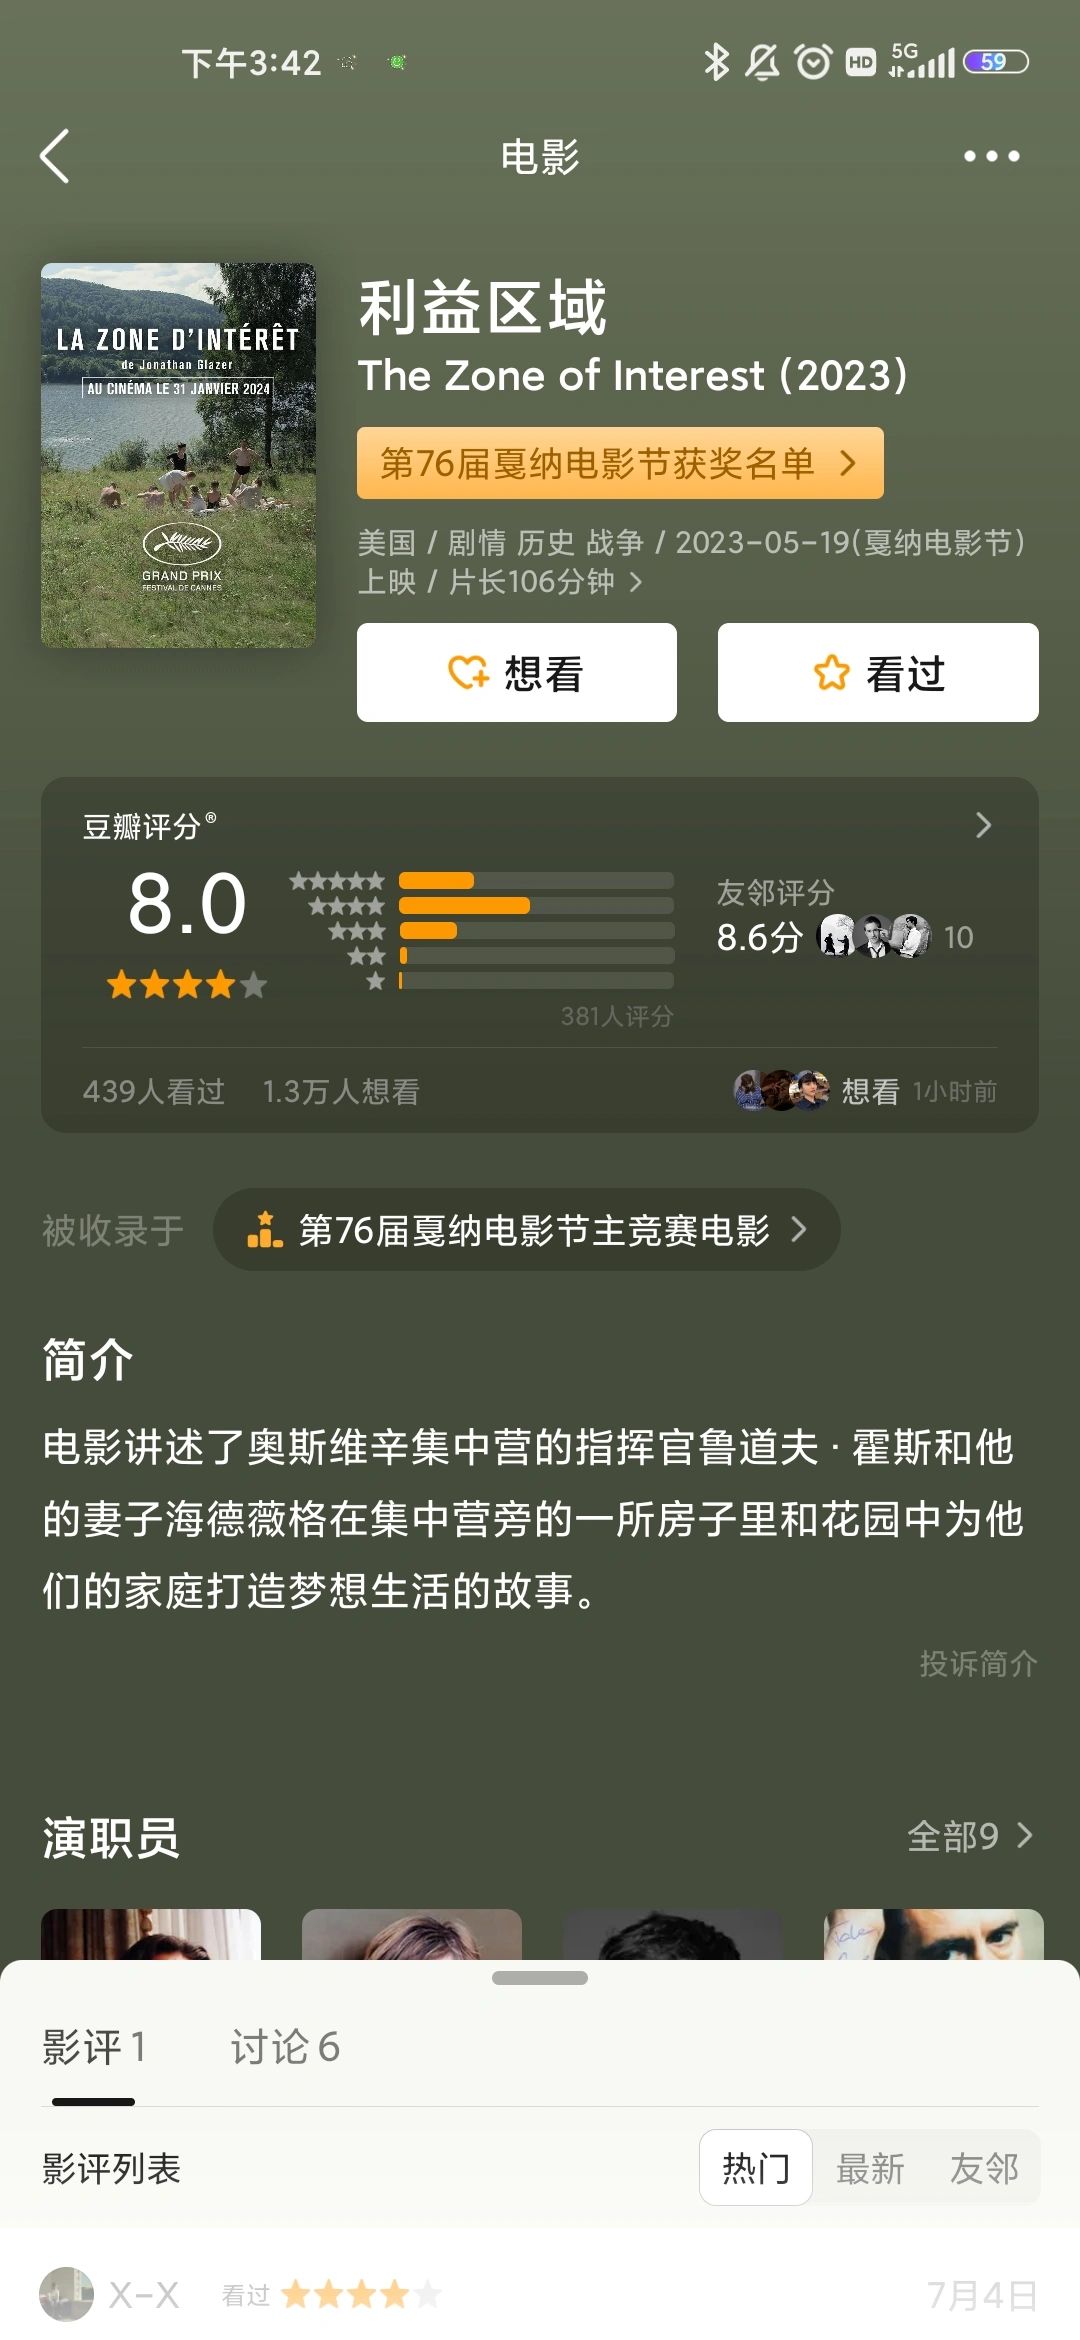 下午3:42
HD 5G 59
电影
LA ZONE D'INTÉRÊT
de Jonathan Glazer
AU CINÉMA LE 31 JANVIER 2024
GRAND PRIX
FESTIVAL DE CANNES
利益区域
The Zone of Interest (2023)
第76届戛纳电影节获奖名单
美国 / 剧情 历史 战争 / 2023-05-19(戛纳电影节)
上映 / 片长106分钟
想看
看过
豆瓣评分®
8.0
381人评分
友邻评分
8.6分 10
439人看过 1.3万人想看
想看 1小时前
被收录于 第76届戛纳电影节主竞赛电影
简介
电影讲述了奥斯维辛集中营的指挥官鲁道夫·霍斯和他
的妻子海德薇格在集中营旁的一所房子里和花园中为他
们的家庭打造梦想生活的故事。
投诉简介
演职员 全部9
影评 1 讨论 6
影评列表 热门 最新 友邻
X-X 看过 7月4日